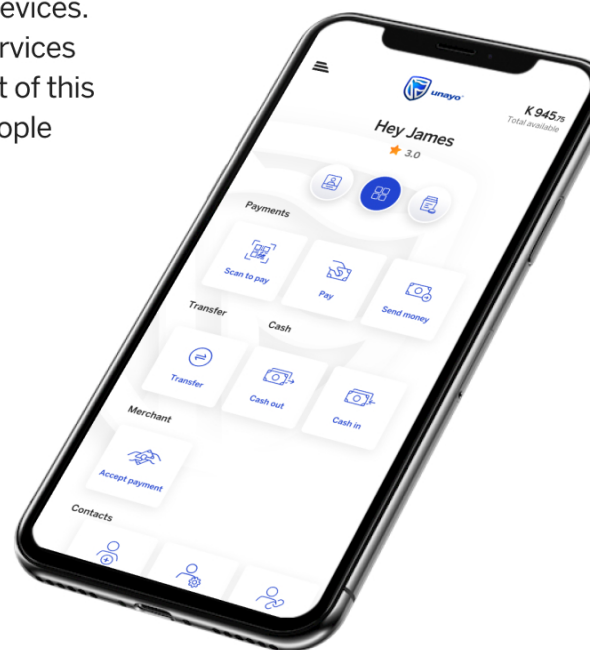 evices.
rvices
t of this
ople
unayo
K 945.75
Total available
Hey James
3.0
Payments
Scan to pay
Pay
Send money
Transfer
Cash
Transfer
Cash out
Cash in
Merchant
Accept payment
Contacts